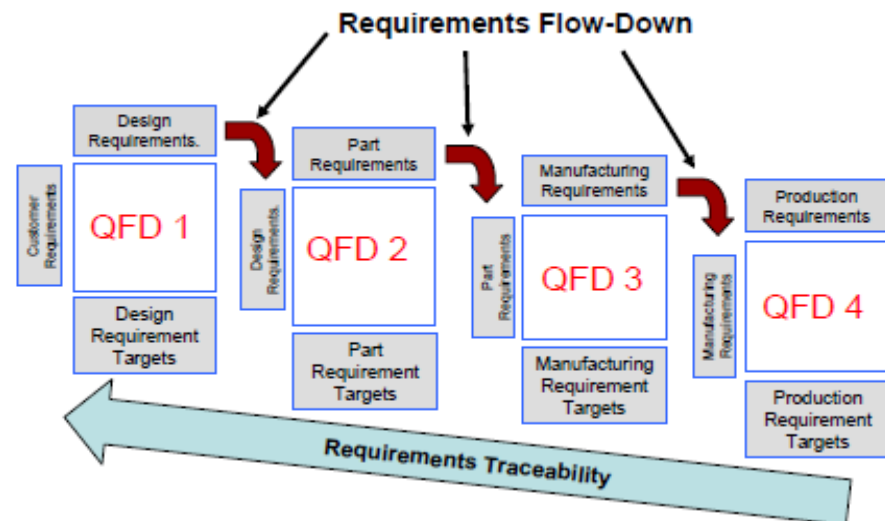 Requirements Flow-Down
Design
Requirements.
Customer
Requirements
QFD 1
Design
Requirement
Targets
Part
Requirements
Design
Requirements.
QFD 2
Part
Requirement
Targets
Manufacturing
Requirements
Part
Requirements
QFD 3
Manufacturing
Requirement
Targets
Production
Requirements
Manufacturing
Requirements
QFD 4
Production
Requirement
Targets
Requirements Traceability